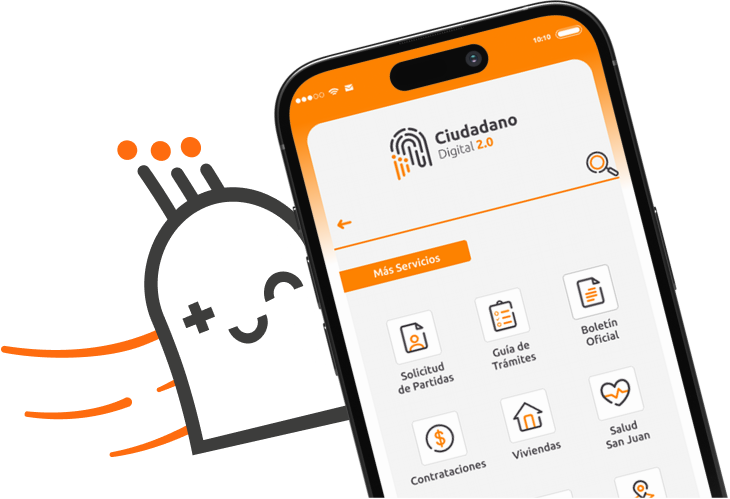 10:10
Ciudadano
Digital 2.0
Más Servicios
Solicitud
de Partidas
Guía de
Trámites
Boletín
Oficial
Contrataciones
Viviendas
Salud
San Juan